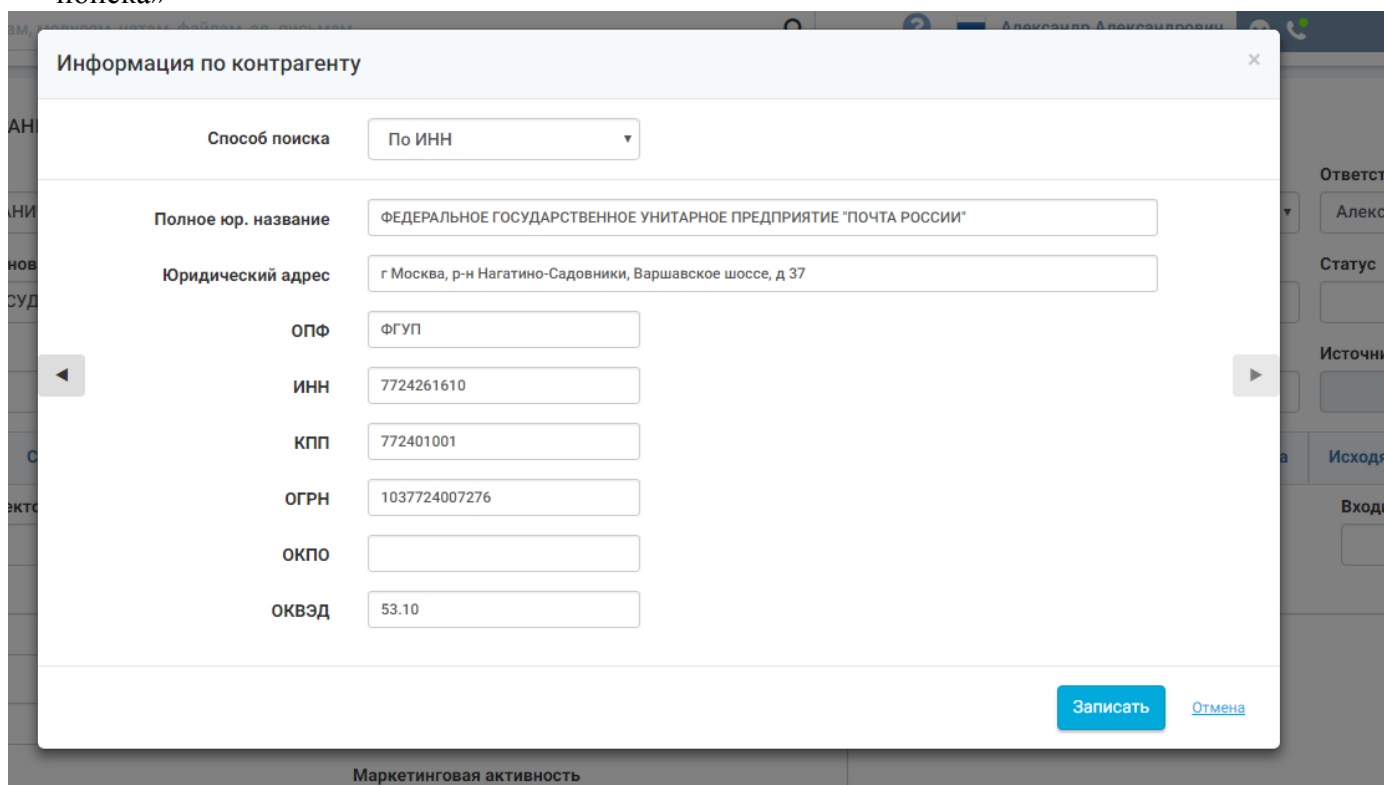 поиска»
Александр Александрович
Информация по контрагенту
×
Способ поиска
По ИНН
Ответст
Полное юр. название
ФЕДЕРАЛЬНОЕ ГОСУДАРСТВЕННОЕ УНИТАРНОЕ ПРЕДПРИЯТИЕ "ПОЧТА РОССИИ"
Алекс
Юридический адрес
г Москва, р-н Нагатино-Садовники, Варшавское шоссе, д 37
Статус
ОПФ
ФГУП
Источни
ИНН
7724261610
КПП
772401001
Исходя
ОГРН
1037724007276
Входи
ОКПО
ОКВЭД
53.10
Записать
Отмена
Маркетинговая активность